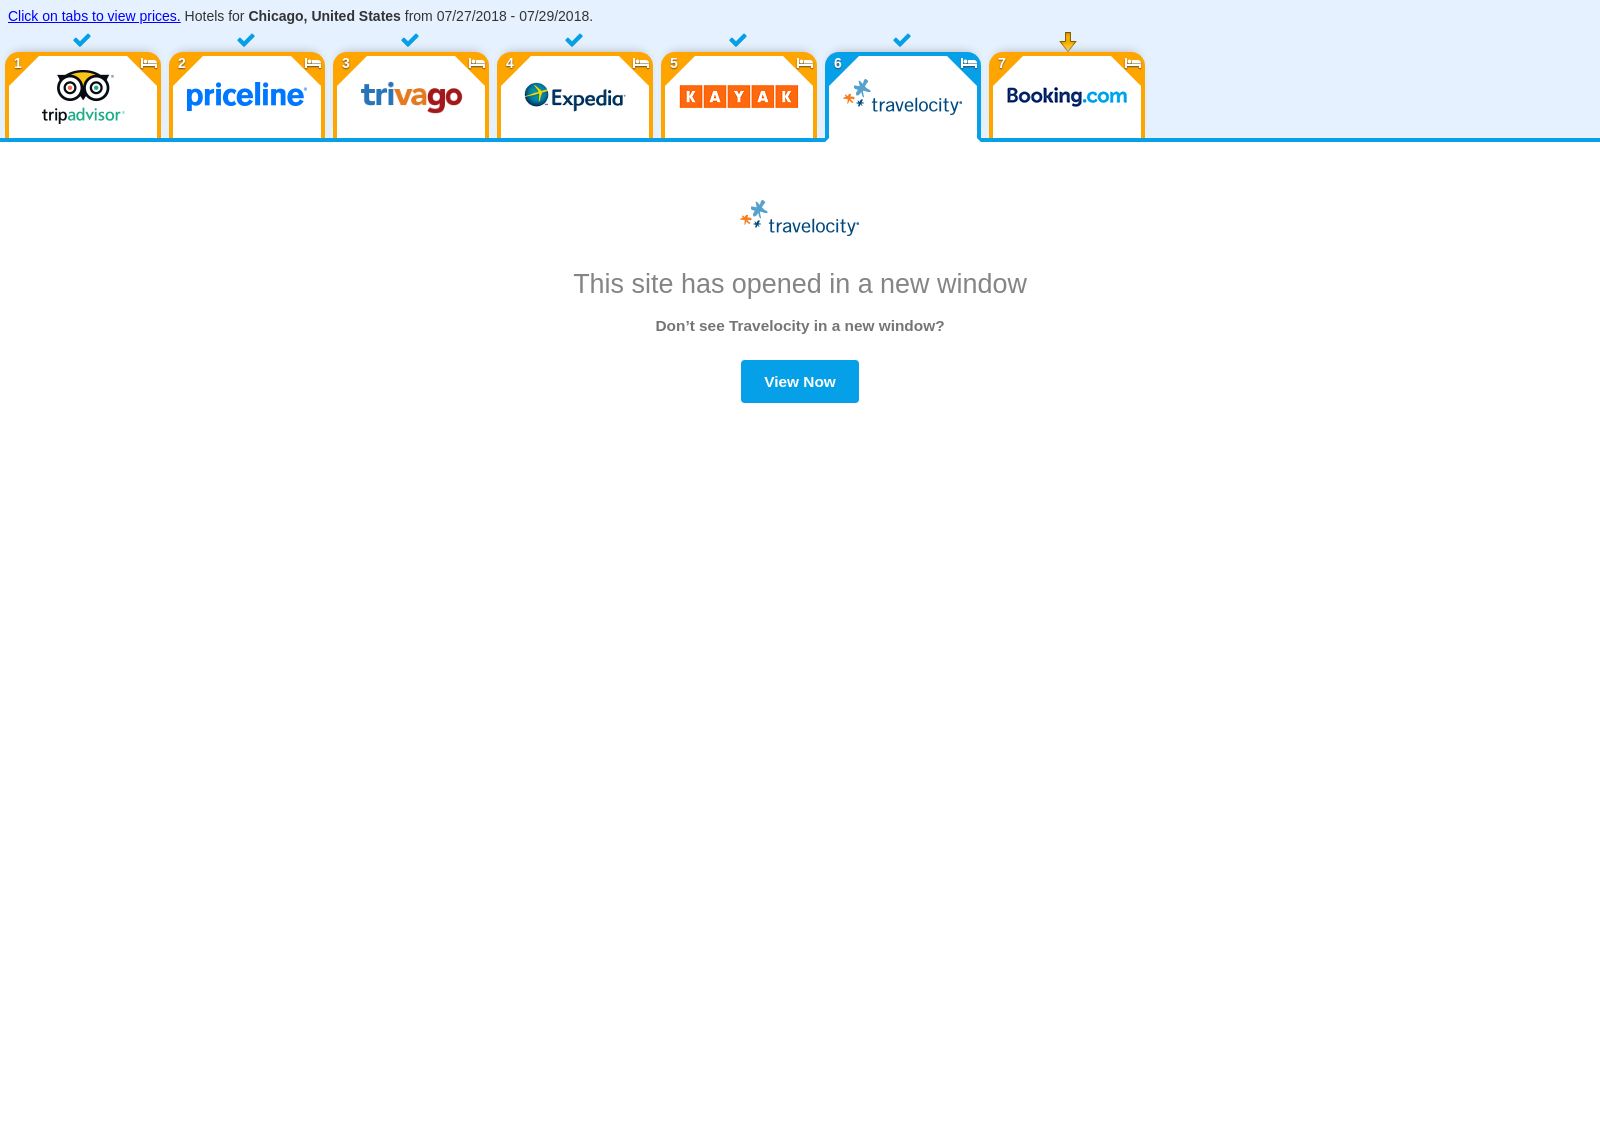 Click on tabs to view prices. Hotels for Chicago, United States from 07/27/2018 - 07/29/2018.
1 2 3 4 5 6 7
tripadvisor priceline trivago Expedia KAYAK travelocity Booking.com
travelocity
This site has opened in a new window
Don’t see Travelocity in a new window?
View Now